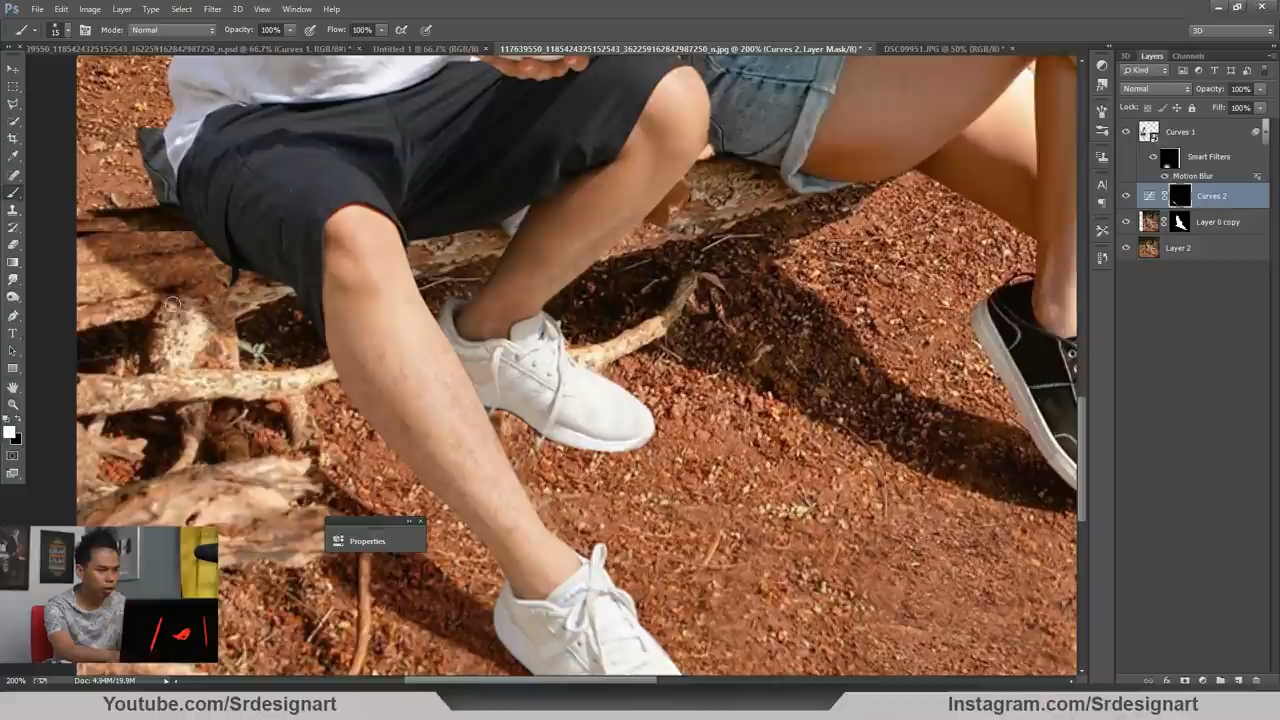 Ps File Edit Image Layer Type Select Filter 3D View Window Help
15 Mode: Normal Opacity: 100% Flow: 100% 3D
39550_1185424325152543_362259162842987250_n.psd @ 66.7% (Curves 1, RGB/8#) * × Untitled 1 @ 66.7% (RGB/8) × 117639550_1185424325152543_362259162842987250_n.jpg @ 200% (Curves 2, Layer Mask/8) * × DSC09951.JPG @ 50% (RGB/8*) ×
3D Layers Channels
Kind
Normal Opacity: 100%
Lock: Fill: 100%
Curves 1
Smart Filters
Motion Blur
Curves 2
Layer 0 copy
Layer 2
Properties
200% Doc: 4.94M/19.9M
Youtube.com/Srdesignart
Instagram.com/Srdesignart